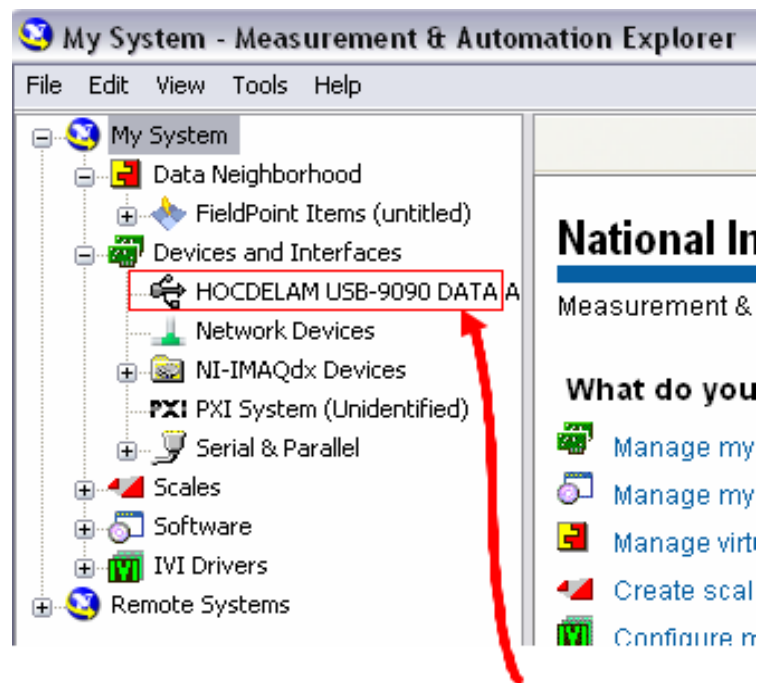 My System - Measurement & Automation Explorer
File Edit View Tools Help
My System
Data Neighborhood
FieldPoint Items (untitled)
Devices and Interfaces
HOCDELAM USB-9090 DATA A
Network Devices
NI-IMAQdx Devices
PXI PXI System (Unidentified)
Serial & Parallel
Scales
Software
IVI Drivers
Remote Systems
National In
Measurement &
What do you
Manage my
Manage my
Manage virtu
Create scal
Configure m